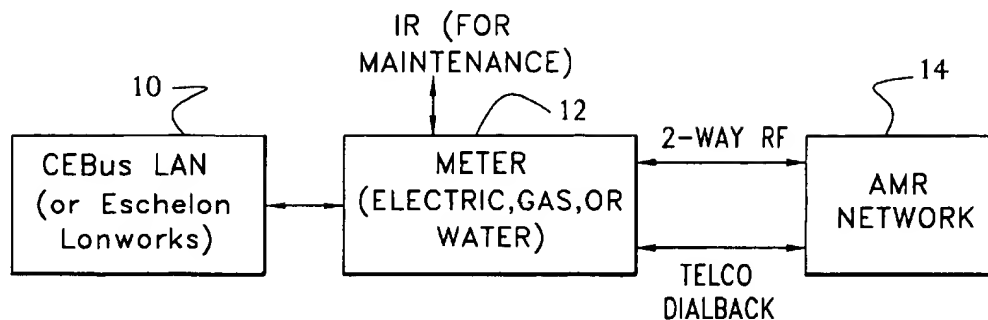 IR (FOR
MAINTENANCE)
10
12
14
CEBus LAN
(or Eschelon
Lonworks)
METER
(ELECTRIC,GAS,OR
WATER)
2-WAY RF
TELCO
DIALBACK
AMR
NETWORK